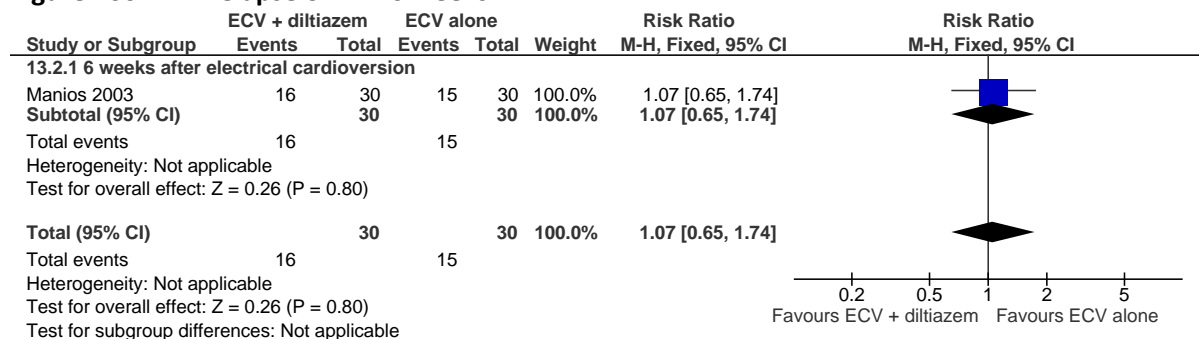 ECV + diltiazem ECV alone Risk Ratio Risk Ratio
Study or Subgroup Events Total Events Total Weight M-H, Fixed, 95% CI M-H, Fixed, 95% CI
13.2.1 6 weeks after electrical cardioversion
Manios 2003 16 30 15 30 100.0% 1.07 [0.65, 1.74]
Subtotal (95% CI) 30 30 100.0% 1.07 [0.65, 1.74]
Total events 16 15
Heterogeneity: Not applicable
Test for overall effect: Z = 0.26 (P = 0.80)
Total (95% CI) 30 30 100.0% 1.07 [0.65, 1.74]
Total events 16 15
Heterogeneity: Not applicable
Test for overall effect: Z = 0.26 (P = 0.80)
Test for subgroup differences: Not applicable
0.2 0.5 1 2 5
Favours ECV + diltiazem Favours ECV alone